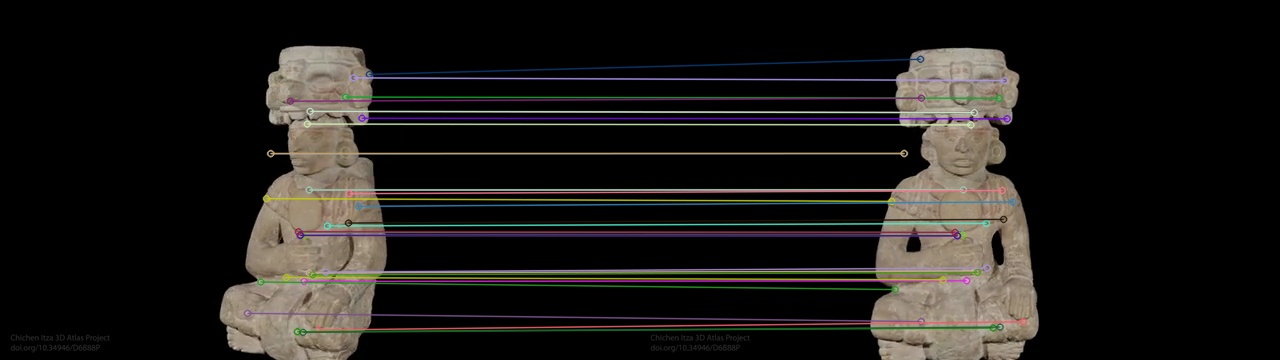 Chichen Itza 3D Atlas Project
doi.org/10.34946/D6B88P
Chichen Itza 3D Atlas Project
doi.org/10.34946/D6B88P